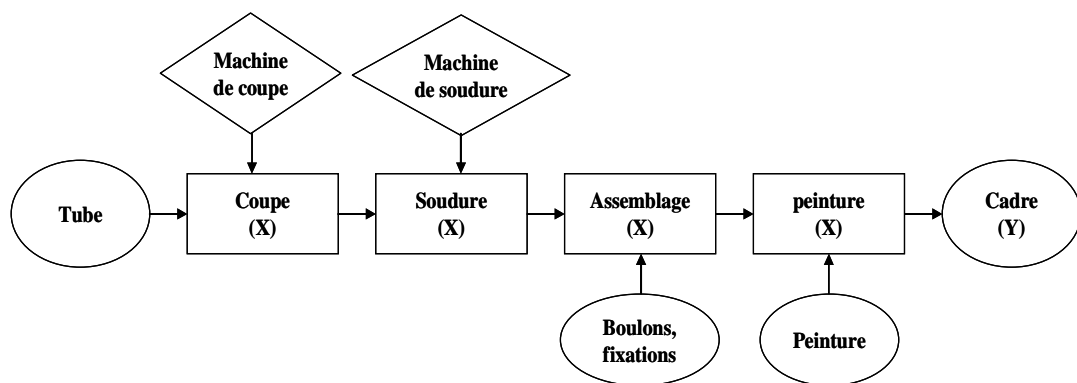 Machine
de coupe
Machine
de soudure
Tube
Coupe
(X)
Soudure
(X)
Assemblage
(X)
peinture
(X)
Cadre
(Y)
Boulons,
fixations
Peinture